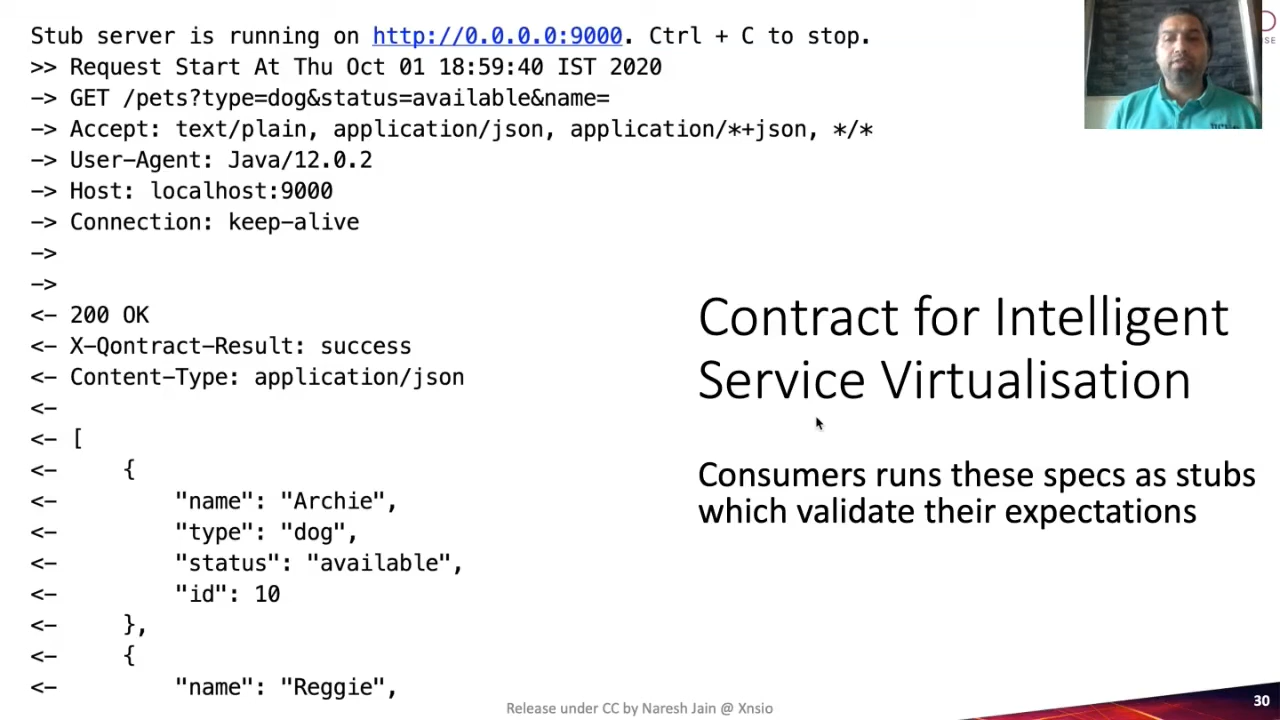 Stub server is running on http://0.0.0.0:9000. Ctrl + C to stop.
>> Request Start At Thu Oct 01 18:59:40 IST 2020
-> GET /pets?type=dog&status=available&name=
-> Accept: text/plain, application/json, application/*+json, */*
-> User-Agent: Java/12.0.2
-> Host: localhost:9000
-> Connection: keep-alive
->
->
<- 200 OK
<- X-Qontract-Result: success
<- Content-Type: application/json
<-
<- [
<-     {
<-         "name": "Archie",
<-         "type": "dog",
<-         "status": "available",
<-         "id": 10
<-     },
<-     {
<-         "name": "Reggie",
Contract for Intelligent
Service Virtualisation
Consumers runs these specs as stubs
which validate their expectations
Release under CC by Naresh Jain @ Xnsio
30